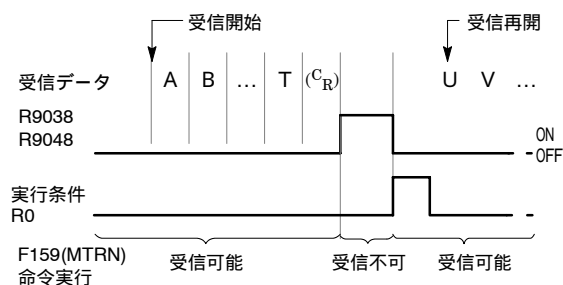 受信開始 受信再開
受信データ A B … T (CR) U V …
R9038
R9048
ON
OFF
実行条件
R0
F159(MTRN)
命令実行
受信可能 受信不可 受信可能